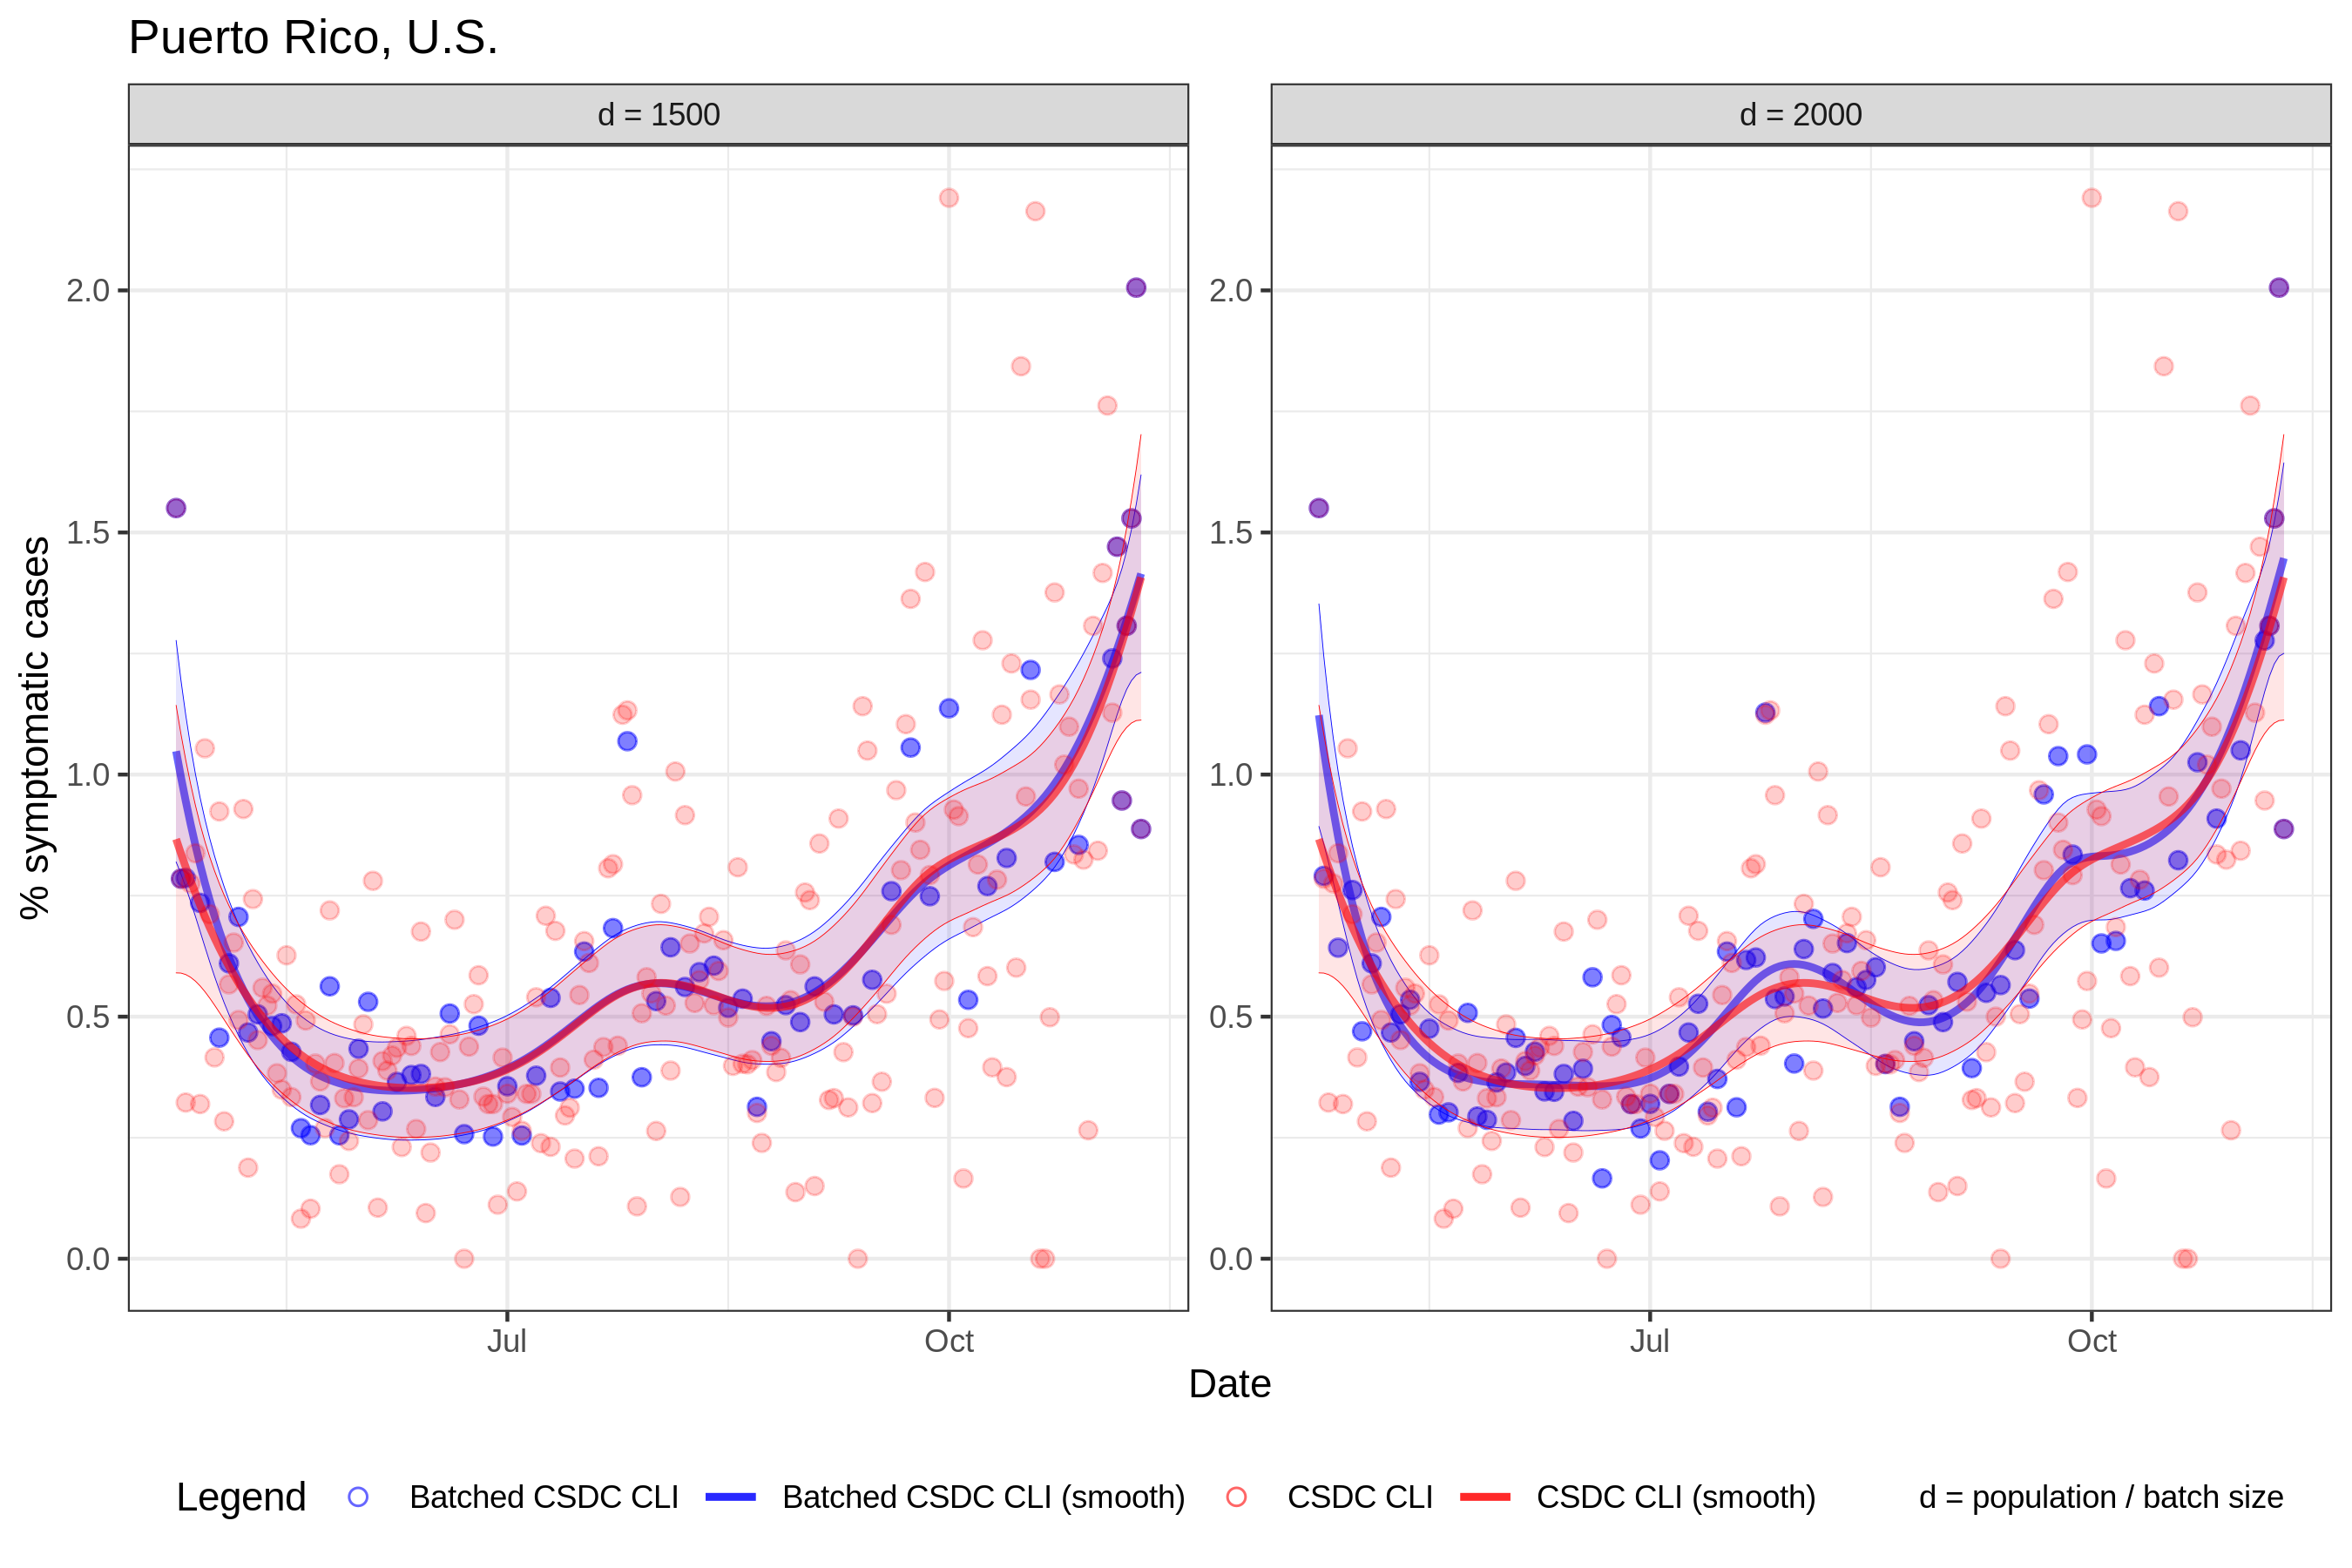 Puerto Rico, U.S.
d = 1500
d = 2000
% symptomatic cases
2.0
1.5
1.0
0.5
0.0
2.0
1.5
1.0
0.5
0.0
Jul
Oct
Jul
Oct
Date
Legend
Batched CSDC CLI
Batched CSDC CLI (smooth)
CSDC CLI
CSDC CLI (smooth)
d = population / batch size